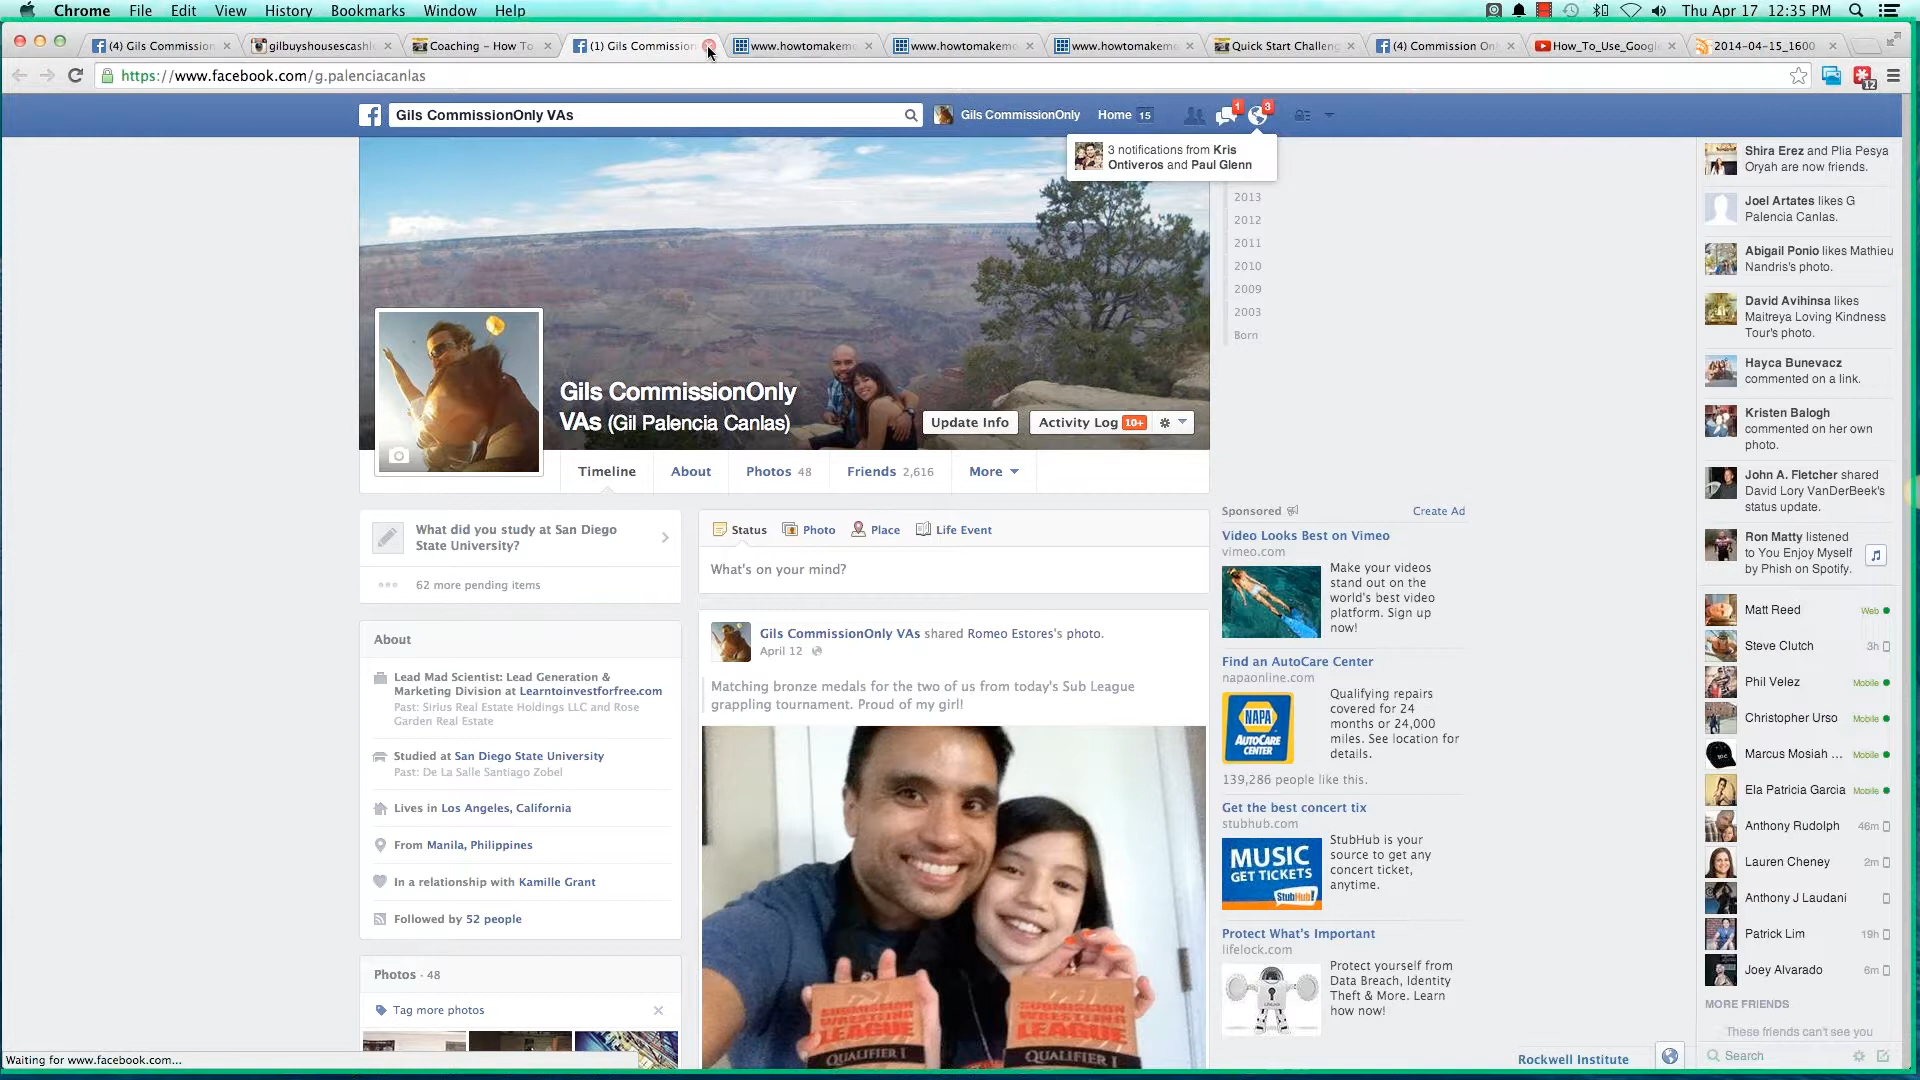 Chrome File Edit View History Bookmarks Window Help
Thu Apr 17 12:35 PM
(4) Gils Commission
gilbuyshousescash
Coaching – How To
(1) Gils Commission
www.howtomakem
www.howtomakem
www.howtomakem
Quick Start Challen
(4) Commission On
How_To_Use_Googl
2014-04-15_1600
https://www.facebook.com/g.palenciacanlas
12
Gils CommissionOnly VAs
Gils CommissionOnly
Home 15
1
3
3 notifications from Kris
Ontiveros and Paul Glenn
2013
2012
2011
2010
2009
2003
Born
Gils CommissionOnly
VAs (Gil Palencia Canlas)
Update Info
Activity Log 10+
Timeline
About
Photos 48
Friends 2,616
More
What did you study at San Diego
State University?
62 more pending items
About
Lead Mad Scientist: Lead Generation &
Marketing Division at Learntoinvestforfree.com
Past: Sirius Real Estate Holdings LLC and Rose
Garden Real Estate
Studied at San Diego State University
Past: De La Salle Santiago Zobel
Lives in Los Angeles, California
From Manila, Philippines
In a relationship with Kamille Grant
Followed by 52 people
Photos · 48
Tag more photos
Waiting for www.facebook.com...
Status
Photo
Place
Life Event
What's on your mind?
Gils CommissionOnly VAs shared Romeo Estores's photo.
April 12
Matching bronze medals for the two of us from today's Sub League
grappling tournament. Proud of my girl!
SUBMISSION
WRESTLING
LEAGUE
QUALIFIER I
SUBMISSION
WRESTLING
LEAGUE
QUALIFIER I
Sponsored
Create Ad
Video Looks Best on Vimeo
vimeo.com
Make your videos
stand out on the
world's best video
platform. Sign up
now!
Find an AutoCare Center
napaonline.com
NAPA
AUTOCARE
CENTER
Qualifying repairs
covered for 24
months or 24,000
miles. See location for
details.
139,286 people like this.
Get the best concert tix
stubhub.com
MUSIC
GET TICKETS
StubHub!
StubHub is your
source to get any
concert ticket,
anytime.
Protect What's Important
lifelock.com
Protect yourself from
Data Breach, Identity
Theft & More. Learn
how now!
Rockwell Institute
Shira Erez and Plia Pesya
Oryah are now friends.
Joel Artates likes G
Palencia Canlas.
Abigail Ponio likes Mathieu
Nandris's photo.
David Avihinsa likes
Maitreya Loving Kindness
Tour's photo.
Hayca Bunevacz
commented on a link.
Kristen Balogh
commented on her own
photo.
John A. Fletcher shared
David Lory VanDerBeek's
status update.
Ron Matty listened
to You Enjoy Myself
by Phish on Spotify.
Matt Reed Web
Steve Clutch 3h
Phil Velez Mobile
Christopher Urso Mobile
Marcus Mosiah ... Mobile
Ela Patricia Garcia Mobile
Anthony Rudolph 46m
Lauren Cheney 2m
Anthony J Laudani
Patrick Lim 19h
Joey Alvarado 6m
MORE FRIENDS
These friends can't see you
Search